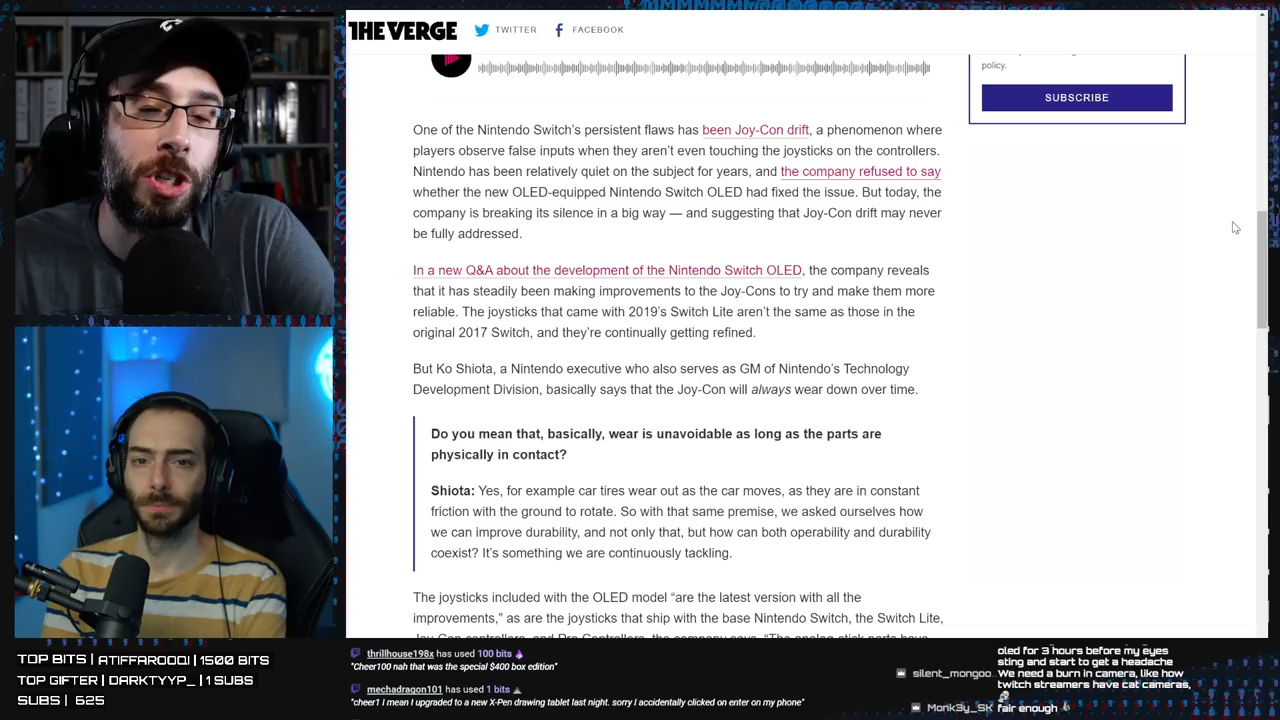 THE VERGE
TWITTER
FACEBOOK
policy.
SUBSCRIBE
One of the Nintendo Switch's persistent flaws has been Joy-Con drift, a phenomenon where
players observe false inputs when they aren't even touching the joysticks on the controllers.
Nintendo has been relatively quiet on the subject for years, and the company refused to say
whether the new OLED-equipped Nintendo Switch OLED had fixed the issue. But today, the
company is breaking its silence in a big way — and suggesting that Joy-Con drift may never
be fully addressed.
In a new Q&A about the development of the Nintendo Switch OLED, the company reveals
that it has steadily been making improvements to the Joy-Cons to try and make them more
reliable. The joysticks that came with 2019's Switch Lite aren't the same as those in the
original 2017 Switch, and they're continually getting refined.
But Ko Shiota, a Nintendo executive who also serves as GM of Nintendo's Technology
Development Division, basically says that the Joy-Con will always wear down over time.
Do you mean that, basically, wear is unavoidable as long as the parts are
physically in contact?
Shiota: Yes, for example car tires wear out as the car moves, as they are in constant
friction with the ground to rotate. So with that same premise, we asked ourselves how
we can improve durability, and not only that, but how can both operability and durability
coexist? It's something we are continuously tackling.
The joysticks included with the OLED model “are the latest version with all the
improvements,” as are the joysticks that ship with the base Nintendo Switch, the Switch Lite,
Joy-Con controllers, and Pro Controllers, the company says. “The analog stick parts have
TOP BITS | ATIFFAROOQI | 1500 BITS
TOP GIFTER | DARKTYYP_ | 1 SUBS
SUBS | 625
thrillhouse198x has used 100 bits
"Cheer100 nah that was the special $400 box edition"
mechadragon101 has used 1 bits
"cheer1 I mean I upgraded to a new X-Pen drawing tablet last night. sorry I accidentally clicked on enter on my phone"
oled for 3 hours before my eyes
sting and start to get a headache
silent_mongoo... We need a burn in camera, like how
twitch streamers have cat cameras,
Monk3y_SK fair enough